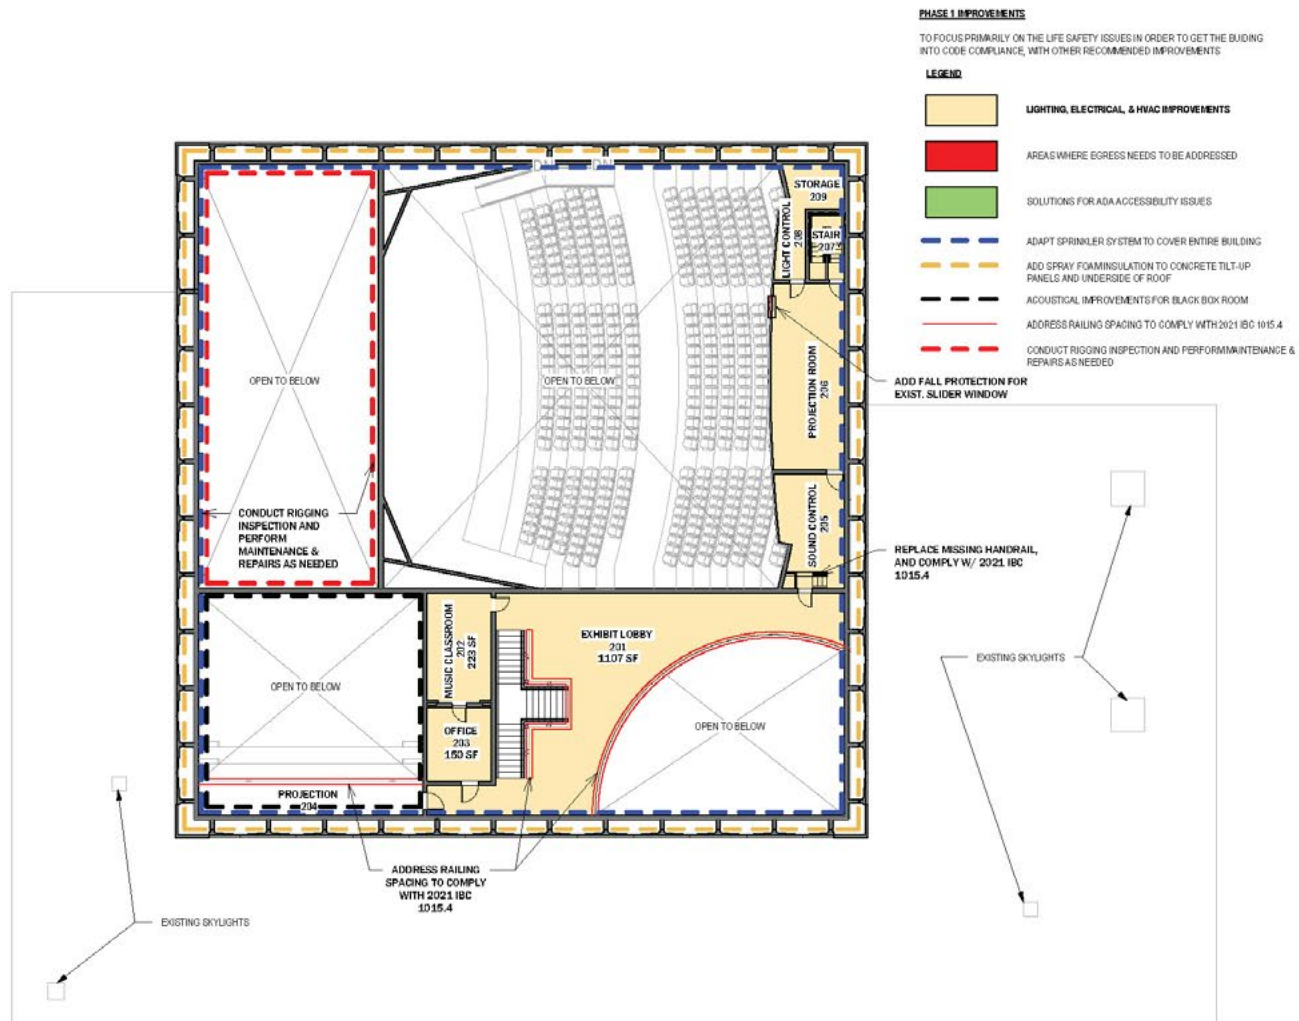 PHASE 1 IMPROVEMENTS
TO FOCUS PRIMARILY ON THE LIFE SAFETY ISSUES IN ORDER TO GET THE BUIDING
INTO CODE COMPLIANCE, WITH OTHER RECOMMENDED IMPROVEMENTS
LEGEND
LIGHTING, ELECTRICAL, & HVAC IMPROVEMENTS
AREAS WHERE EGRESS NEEDS TO BE ADDRESSED
SOLUTIONS FOR ADA ACCESSIBILITY ISSUES
ADAPT SPRINKLER SYSTEM TO COVER ENTIRE BUILDING
ADD SPRAY FOAM INSULATION TO CONCRETE TILT-UP
PANELS AND UNDERSIDE OF ROOF
ACOUSTICAL IMPROVEMENTS FOR BLACK BOX ROOM
ADDRESS RAILING SPACING TO COMPLY WITH 2021 IBC 1015.4
CONDUCT RIGGING INSPECTION AND PERFORM MAINTENANCE &
REPAIRS AS NEEDED
DN
DN
STORAGE
209
LIGHT CONTROL
208
STAIR
207
OPEN TO BELOW
OPEN TO BELOW
PROJECTION ROOM
206
ADD FALL PROTECTION FOR
EXIST. SLIDER WINDOW
CONDUCT RIGGING
INSPECTION AND
PERFORM
MAINTENANCE &
REPAIRS AS NEEDED
SOUND CONTROL
205
REPLACE MISSING HANDRAIL,
AND COMPLY W/ 2021 IBC
1015.4
MUSIC CLASSROOM
202
223 SF
EXHIBIT LOBBY
201
1107 SF
EXISTING SKYLIGHTS
OPEN TO BELOW
OPEN TO BELOW
OFFICE
203
150 SF
PROJECTION
204
ADDRESS RAILING
SPACING TO COMPLY
WITH 2021 IBC
1015.4
EXISTING SKYLIGHTS